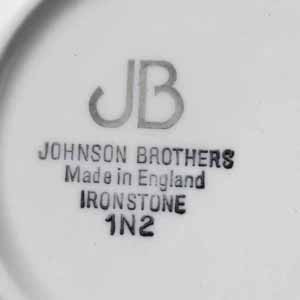 JB
JOHNSON BROTHERS
Made in England
IRONSTONE
1N2